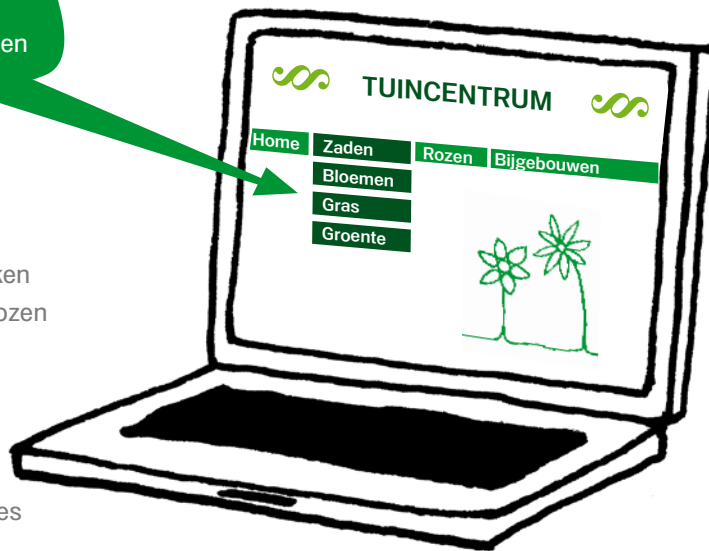 TUINCENTRUM
Home Zaden Rozen Bijgebouwen
Bloemen
Gras
Groente